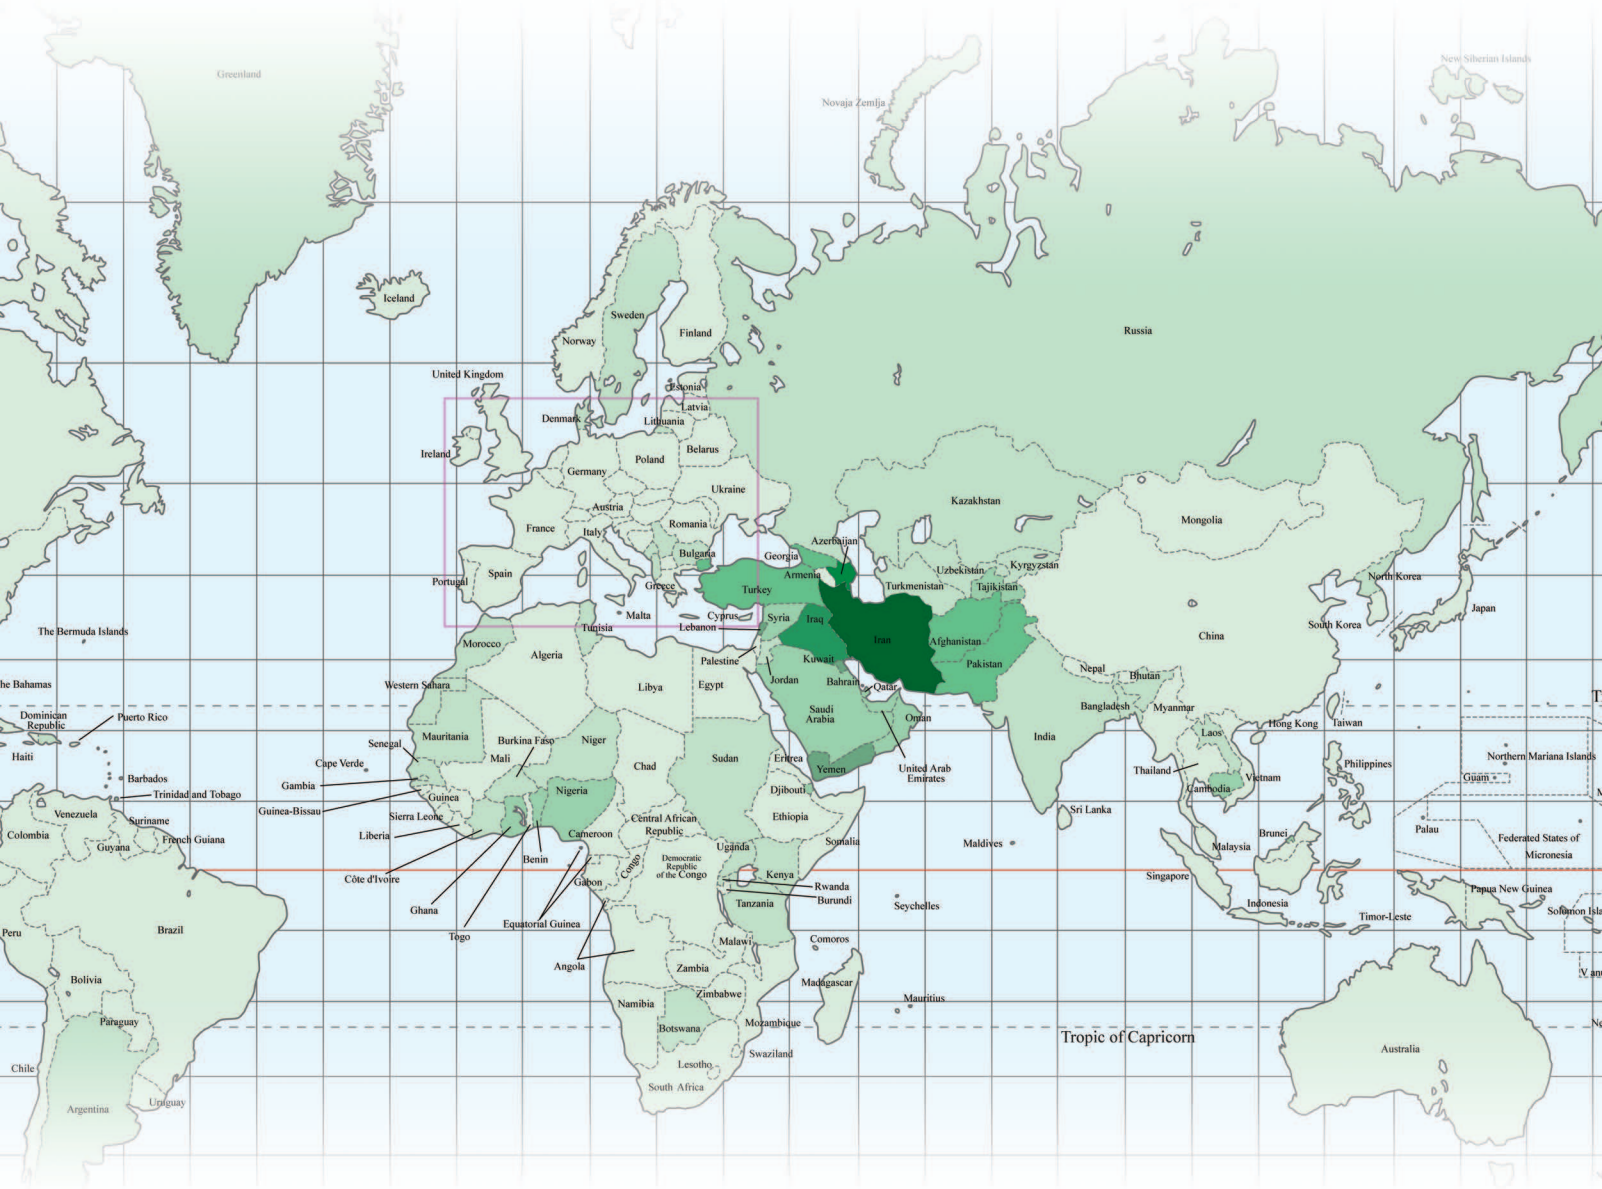 Greenland
New Siberian Islands
Novaja Zemlja
Iceland
Sweden
Finland
Norway
Russia
United Kingdom
Estonia
Latvia
Denmark
Lithuania
Ireland
Belarus
Poland
Germany
Ukraine
Kazakhstan
Austria
Mongolia
France
Romania
Italy
Azerbaijan
Bulgaria
Georgia
Kyrgyzstan
Uzbekistan
Spain
Armenia
North Korea
Portugal
Greece
Turkey
Turkmenistan
Tajikistan
Japan
Malta
Cyprus
Syria
Iraq
South Korea
The Bermuda Islands
Tunisia
Lebanon
China
Morocco
Iran
Afghanistan
Algeria
Palestine
Kuwait
Pakistan
Nepal
Bhutan
he Bahamas
Western Sahara
Libya
Egypt
Jordan
Bahrain
Qatar
T
Dominican
Republic
Puerto Rico
Saudi
Arabia
Oman
Bangladesh
Myanmar
Hong Kong
Taiwan
Haiti
Senegal
Mauritania
Burkina Faso
Niger
India
Laos
Mali
Sudan
Eritrea
Northern Mariana Islands
Cape Verde
Chad
Yemen
United Arab
Emirates
Thailand
Philippines
Barbados
Gambia
Vietnam
Guam
Trinidad and Tobago
Guinea
Nigeria
Djibouti
Cambodia
Guinea-Bissau
Sri Lanka
Venezuela
Suriname
Sierra Leone
Ethiopia
Central African
Republic
Palau
Colombia
Liberia
Cameroon
Somalia
Maldives
Brunei
Federated States of
Micronesia
Guyana
French Guiana
Uganda
Malaysia
Benin
Congo
Democratic
Republic
of the Congo
Kenya
Singapore
Côte d'Ivoire
Gabon
Rwanda
Papua New Guinea
Burundi
Tanzania
Seychelles
Indonesia
Ghana
Timor-Leste
Solomon Isla
Equatorial Guinea
Brazil
Peru
Togo
Malawi
Comoros
Angola
Zambia
Bolivia
Madagascar
V anu
Zimbabwe
Mauritius
Namibia
Paraguay
Botswana
Mozambique
Tropic of Capricorn
Swaziland
Australia
Chile
Lesotho
South Africa
Uruguay
Argentina